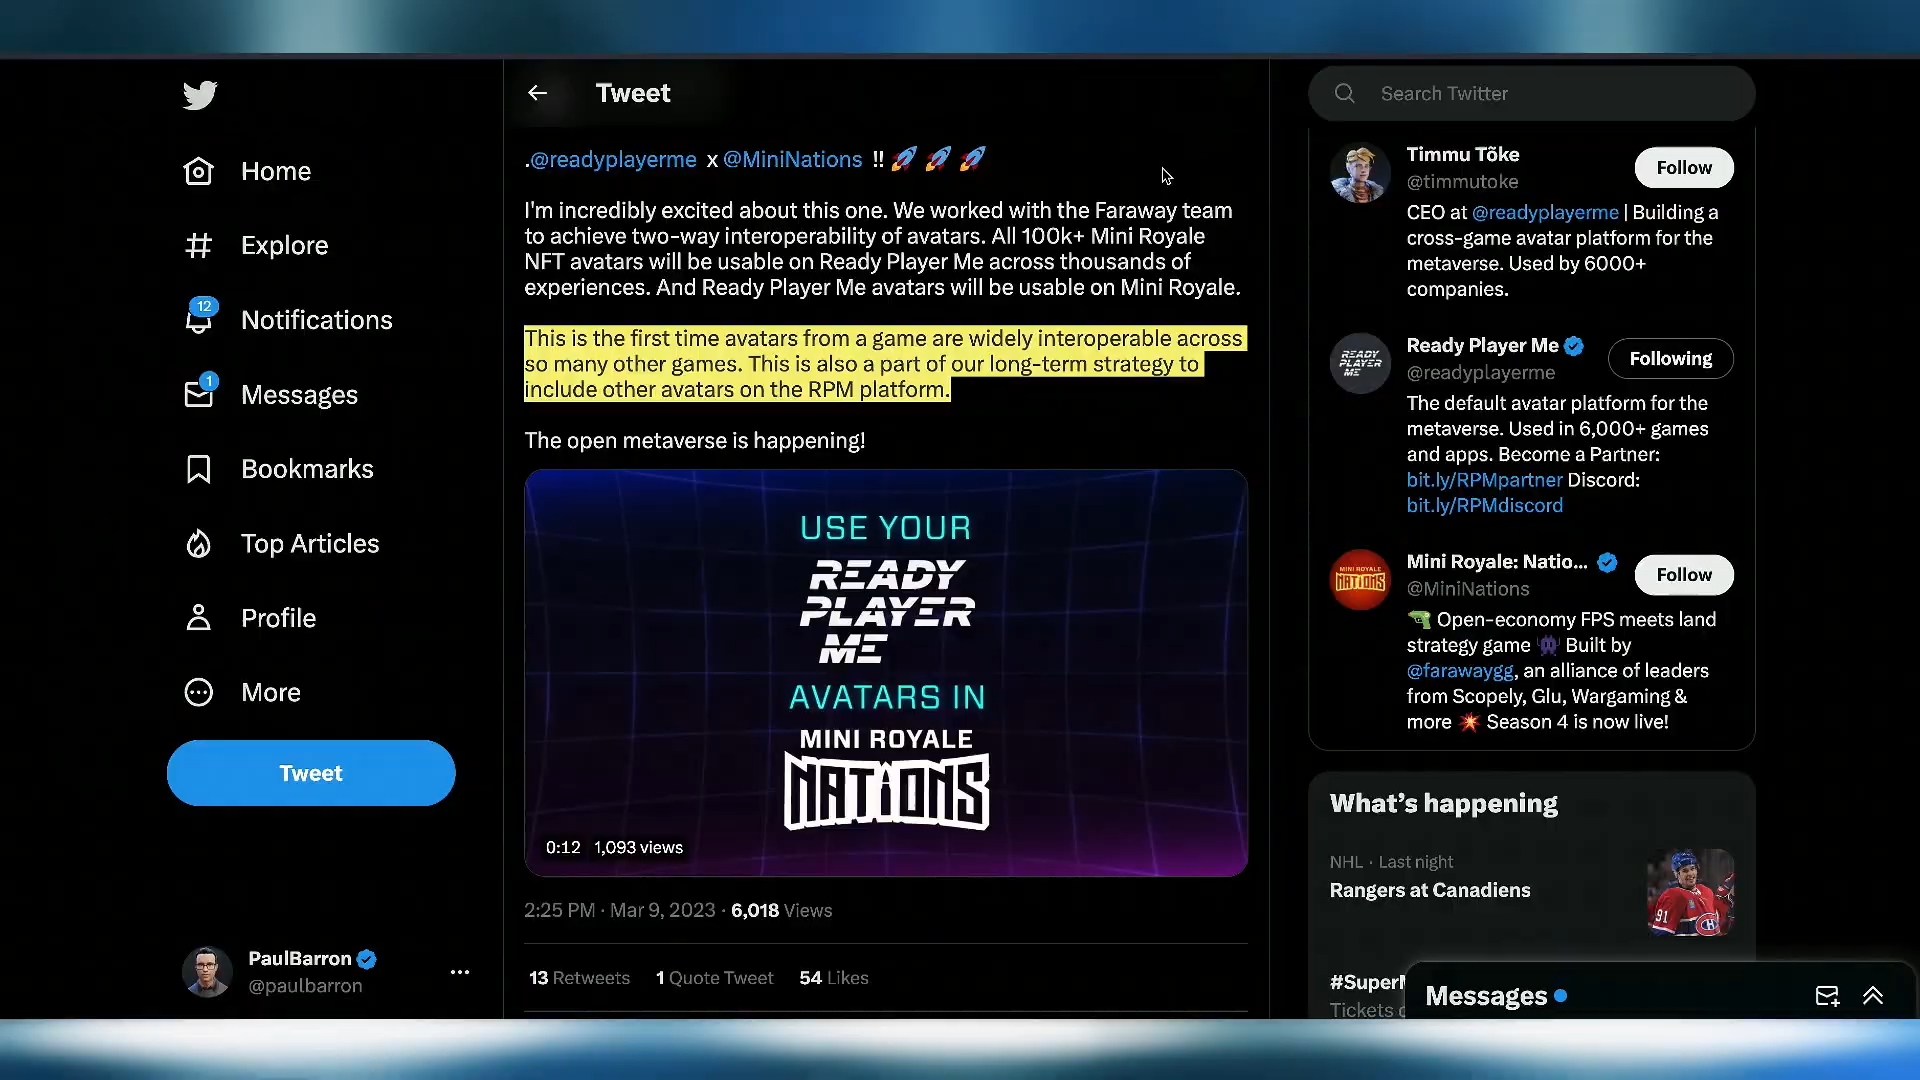 Home
Explore
12
Notifications
1
Messages
Bookmarks
Top Articles
Profile
More
Tweet
PaulBarron
@paulbarron
Tweet
.@readyplayerme x @MiniNations ‼ 🚀 🚀 🚀
I'm incredibly excited about this one. We worked with the Faraway team
to achieve two-way interoperability of avatars. All 100k+ Mini Royale
NFT avatars will be usable on Ready Player Me across thousands of
experiences. And Ready Player Me avatars will be usable on Mini Royale.
This is the first time avatars from a game are widely interoperable across
so many other games. This is also a part of our long-term strategy to
include other avatars on the RPM platform.
The open metaverse is happening!
USE YOUR
READY
PLAYER
ME
AVATARS IN
MINI ROYALE
NATIONS
0:12 1,093 views
2:25 PM · Mar 9, 2023 · 6,018 Views
13 Retweets 1 Quote Tweet 54 Likes
Search Twitter
Timmu Tõke
@timmutoke
Follow
CEO at @readyplayerme | Building a
cross-game avatar platform for the
metaverse. Used by 6000+
companies.
READY
PLAYER
ME
Ready Player Me
@readyplayerme
Following
The default avatar platform for the
metaverse. Used in 6,000+ games
and apps. Become a Partner:
bit.ly/RPMpartner Discord:
bit.ly/RPMdiscord
MINI ROYALE
NATIONS
Mini Royale: Natio...
@MiniNations
Follow
🔫 Open-economy FPS meets land
strategy game 👾 Built by
@farawaygg, an alliance of leaders
from Scopely, Glu, Wargaming &
more 💥 Season 4 is now live!
What's happening
NHL · Last night
Rangers at Canadiens
91
#Super
Tickets
Messages